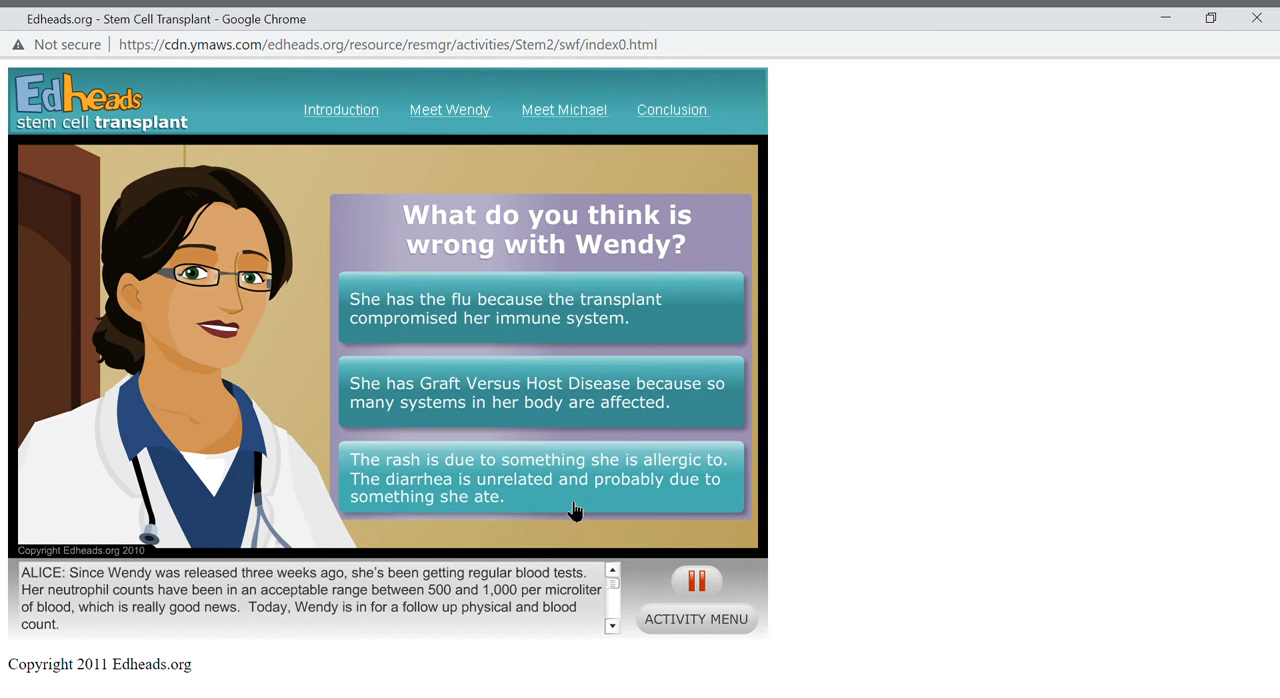 Edheads.org - Stem Cell Transplant - Google Chrome
Not secure | https://cdn.ymaws.com/edheads.org/resource/resmgr/activities/Stem2/swf/index0.html
Edheads
stem cell transplant
Introduction Meet Wendy Meet Michael Conclusion
What do you think is
wrong with Wendy?
She has the flu because the transplant
compromised her immune system.
She has Graft Versus Host Disease because so
many systems in her body are affected.
The rash is due to something she is allergic to.
The diarrhea is unrelated and probably due to
something she ate.
Copyright Edheads.org 2010
ALICE: Since Wendy was released three weeks ago, she's been getting regular blood tests.
Her neutrophil counts have been in an acceptable range between 500 and 1,000 per microliter
of blood, which is really good news. Today, Wendy is in for a follow up physical and blood
count.
ACTIVITY MENU
Copyright 2011 Edheads.org